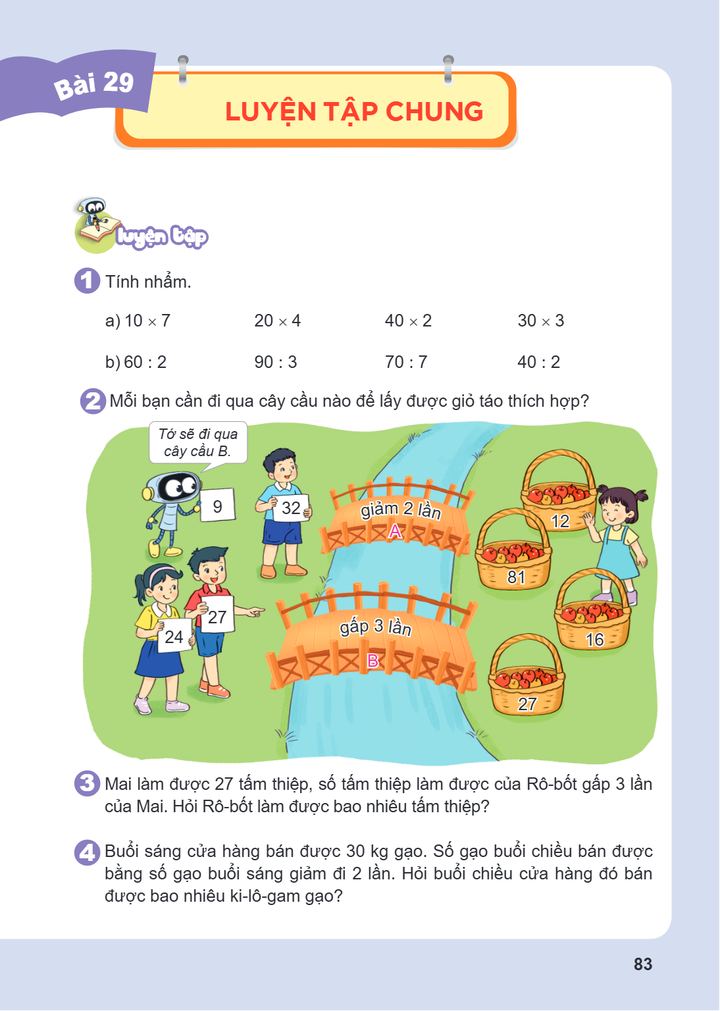 Bài 29
LUYỆN TẬP CHUNG
luyện tập
1 Tính nhẩm.
a) 10 × 7 20 × 4 40 × 2 30 × 3
b) 60 : 2 90 : 3 70 : 7 40 : 2
2 Mỗi bạn cần đi qua cây cầu nào để lấy được giỏ táo thích hợp?
Tớ sẽ đi qua
cây cầu B.
9
32
24
27
giảm 2 lần
A
gấp 3 lần
B
12
81
16
27
3 Mai làm được 27 tấm thiệp, số tấm thiệp làm được của Rô-bốt gấp 3 lần
của Mai. Hỏi Rô-bốt làm được bao nhiêu tấm thiệp?
4 Buổi sáng cửa hàng bán được 30 kg gạo. Số gạo buổi chiều bán được
bằng số gạo buổi sáng giảm đi 2 lần. Hỏi buổi chiều cửa hàng đó bán
được bao nhiêu ki-lô-gam gạo?
83